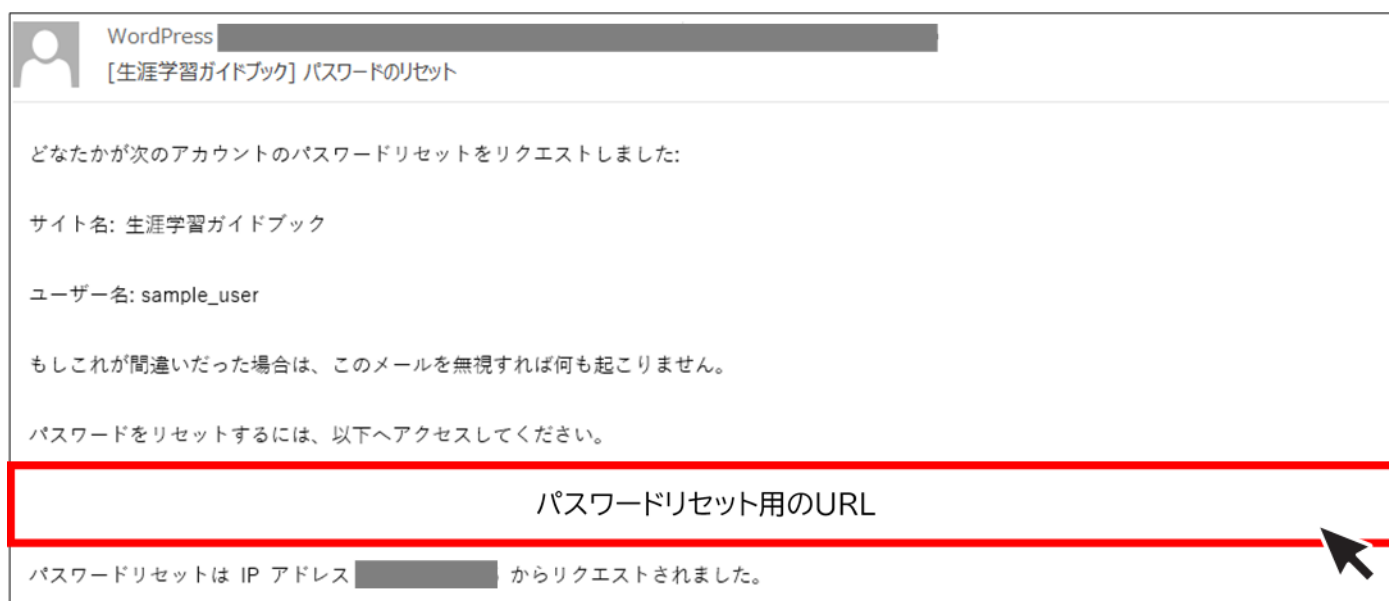 WordPress
[生涯学習ガイドブック] パスワードのリセット
どなたかが次のアカウントのパスワードリセットをリクエストしました:
サイト名: 生涯学習ガイドブック
ユーザー名: sample_user
もしこれが間違いだった場合は、このメールを無視すれば何も起こりません。
パスワードをリセットするには、以下へアクセスしてください。
パスワードリセット用のURL
パスワードリセットは IP アドレス からリクエストされました。